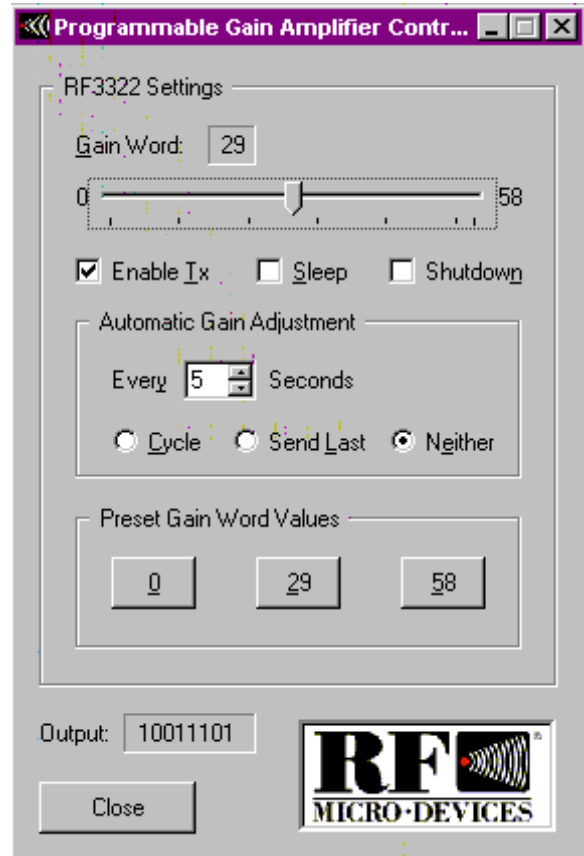 Programmable Gain Amplifier Contr...
RF3322 Settings
Gain Word: 29
0 58
Enable Tx Sleep Shutdown
Automatic Gain Adjustment
Every 5 Seconds
Cycle Send Last Neither
Preset Gain Word Values
0 29 58
Output: 10011101
Close
RF
MICRO·DEVICES
®